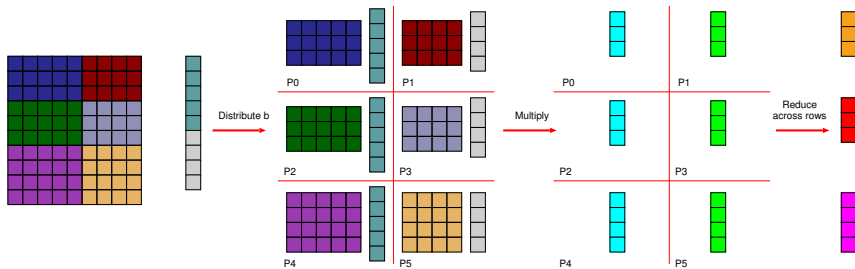 P0
P1
P0
P1
Distribute b
Multiply
Reduce
across rows
P2
P3
P2
P3
P4
P5
P4
P5